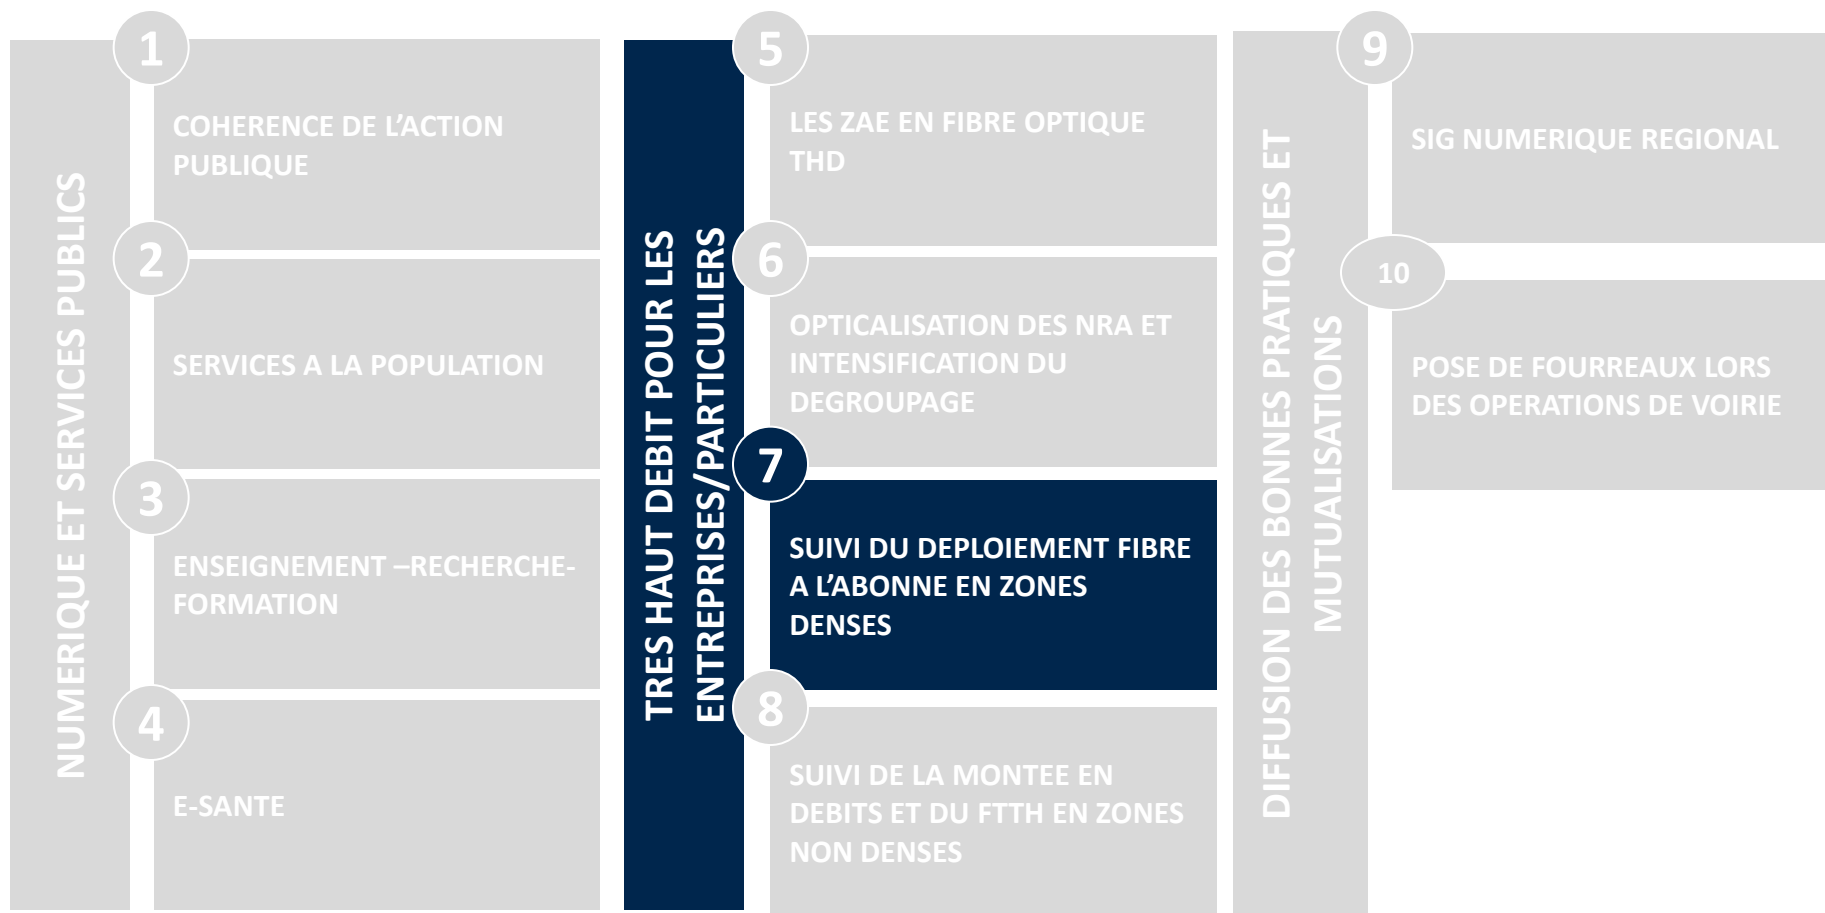 NUMERIQUE ET SERVICES PUBLICS
1
COHERENCE DE L’ACTION
PUBLIQUE
2
SERVICES A LA POPULATION
3
ENSEIGNEMENT –RECHERCHE-
FORMATION
4
E-SANTE
TRES HAUT DEBIT POUR LES
ENTREPRISES/PARTICULIERS
5
LES ZAE EN FIBRE OPTIQUE
THD
6
OPTICALISATION DES NRA ET
INTENSIFICATION DU
DEGROUPAGE
7
SUIVI DU DEPLOIEMENT FIBRE
A L’ABONNE EN ZONES
DENSES
8
SUIVI DE LA MONTEE EN
DEBITS ET DU FTTH EN ZONES
NON DENSES
DIFFUSION DES BONNES PRATIQUES ET
MUTUALISATIONS
9
SIG NUMERIQUE REGIONAL
10
POSE DE FOURREAUX LORS
DES OPERATIONS DE VOIRIE